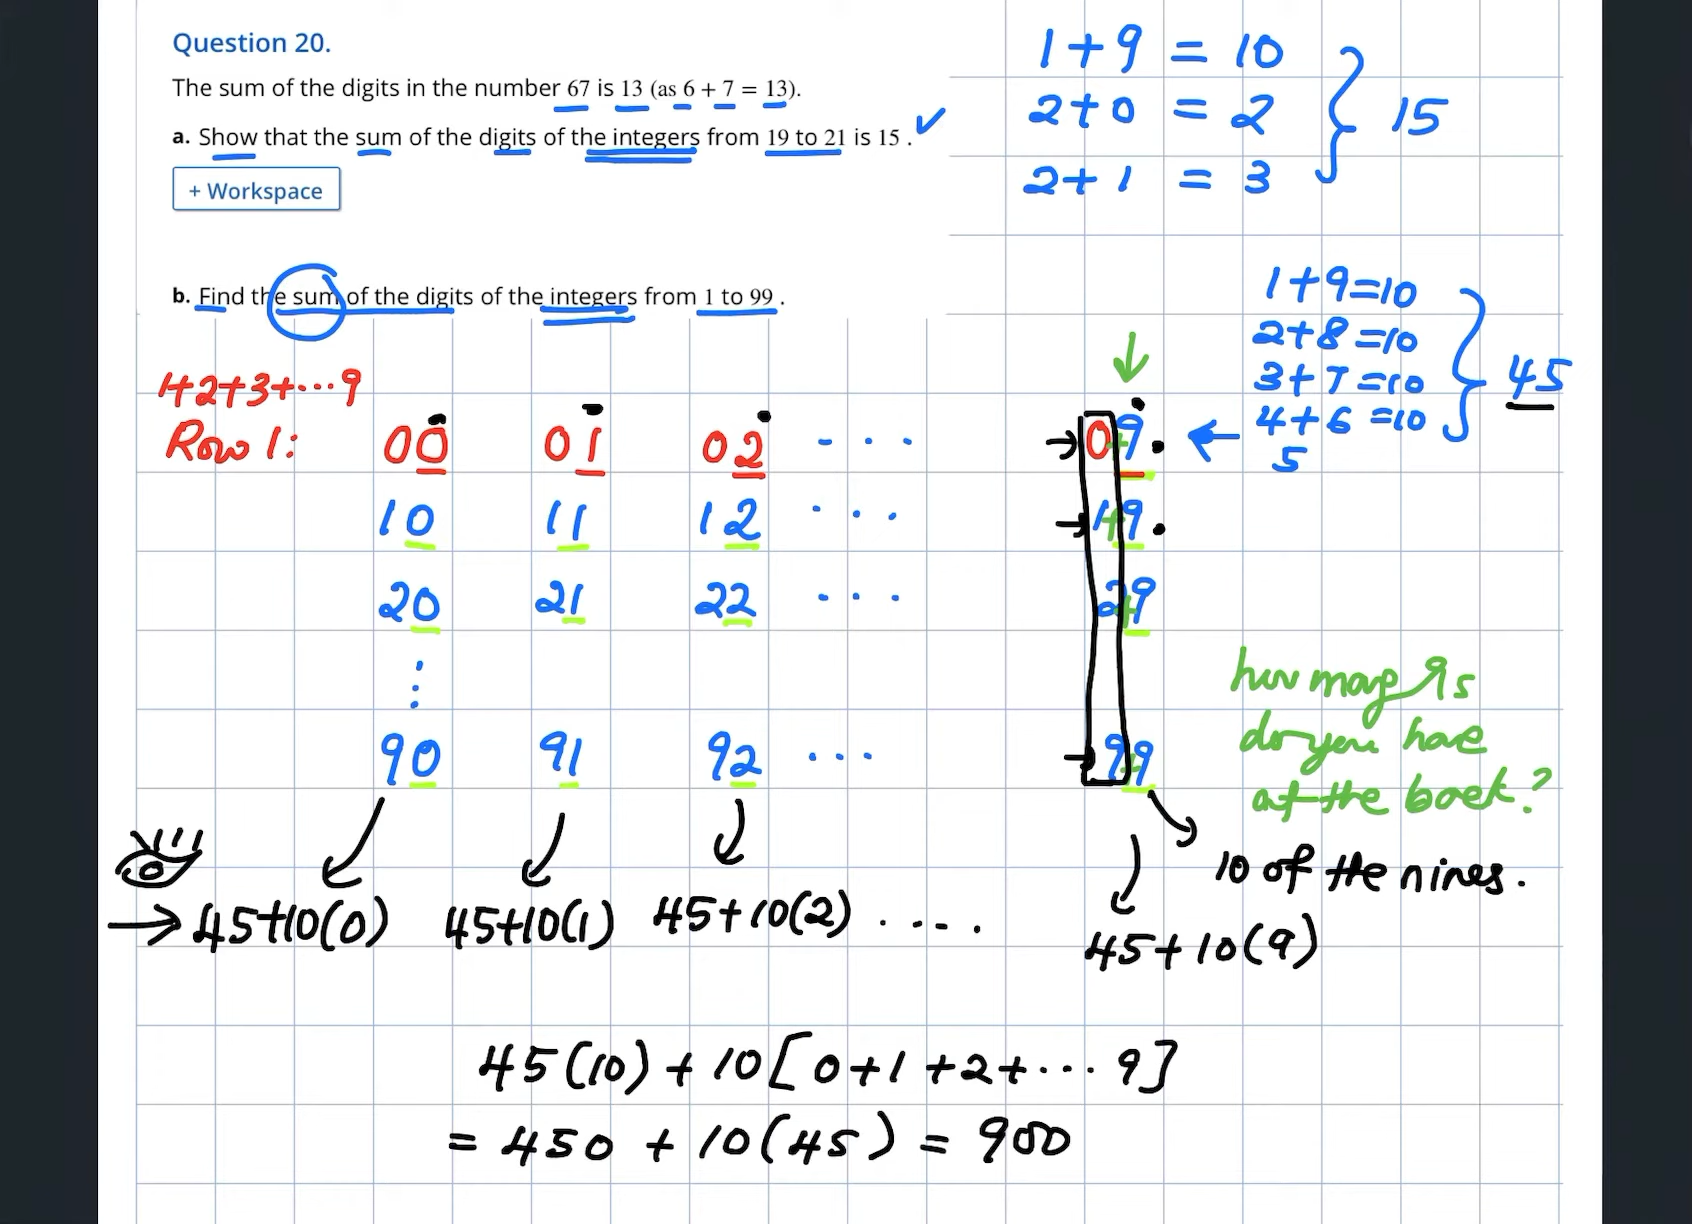 Question 20.
The sum of the digits in the number 67 is 13 (as 6 + 7 = 13).
a. Show that the sum of the digits of the integers from 19 to 21 is 15 .
+ Workspace
1+9 = 10
2+0 = 2
2+1 = 3
15
b. Find the sum of the digits of the integers from 1 to 99 .
1+9=10
2+8=10
3+7=10
4+6=10
5
45
1+2+3+...9
Row 1: 00 01 02 ... 09
10 11 12 ... 19
20 21 22 ... 29
⋮
90 91 92 ... 99
how many 9s
do you have
at the back?
10 of the nines.
→ 45+10(0) 45+10(1) 45+10(2) .... 45+10(9)
45(10) + 10[0+1+2+...9]
= 450 + 10(45) = 900